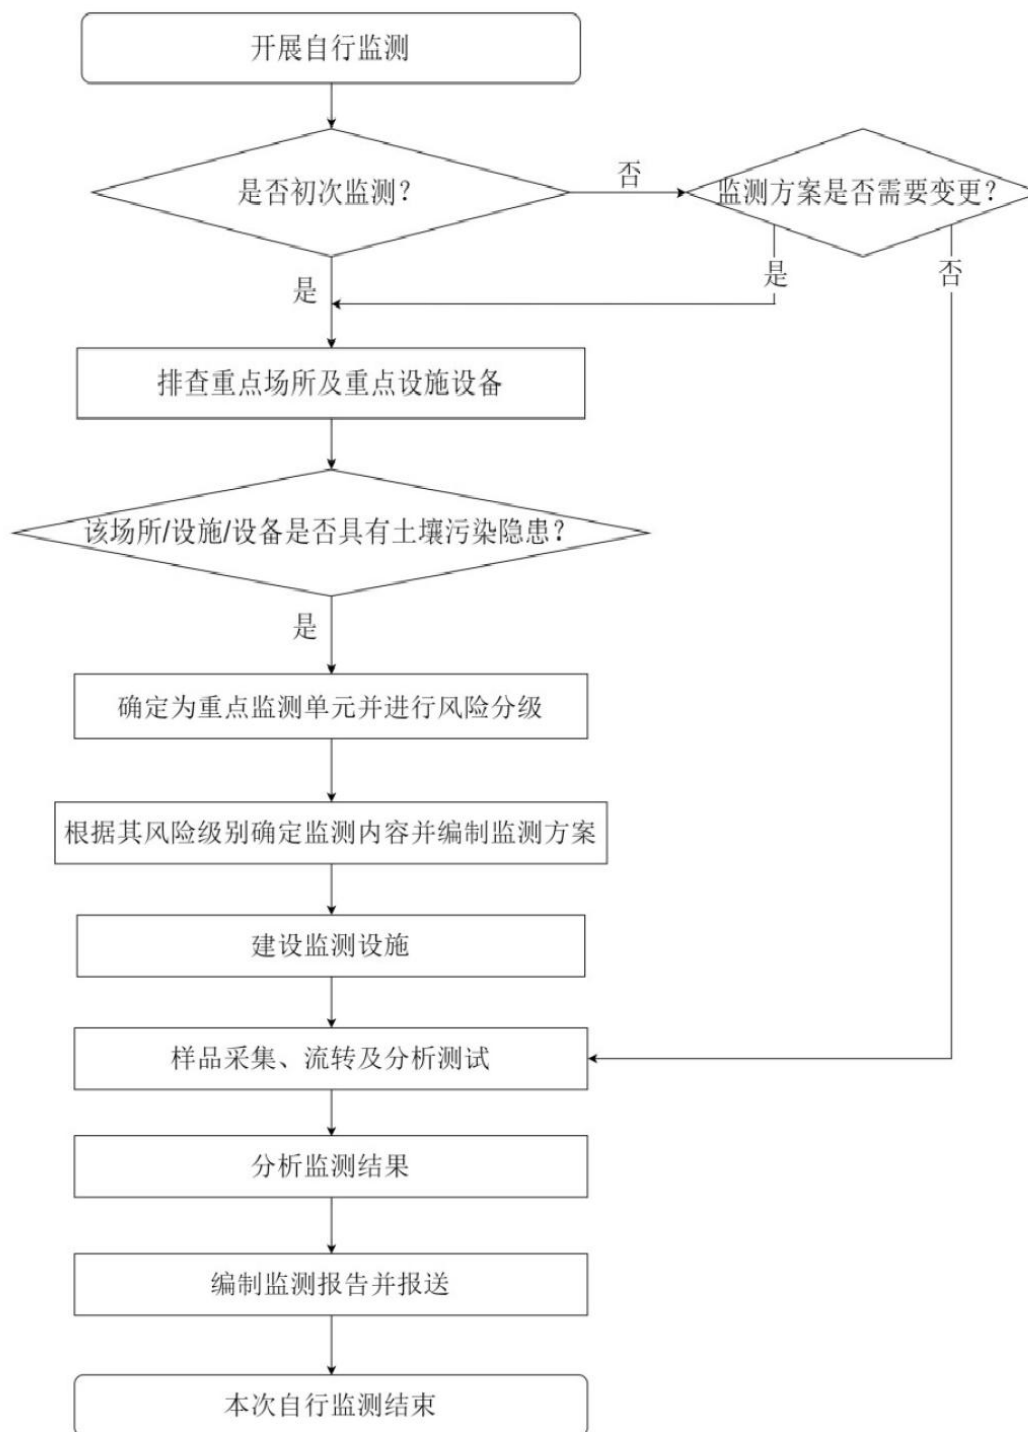 开展自行监测
是否初次监测？
否
监测方案是否需要变更？
是
是
否
排查重点场所及重点设施设备
该场所/设施/设备是否具有土壤污染隐患？
是
确定为重点监测单元并进行风险分级
根据其风险级别确定监测内容并编制监测方案
建设监测设施
样品采集、流转及分析测试
分析监测结果
编制监测报告并报送
本次自行监测结束